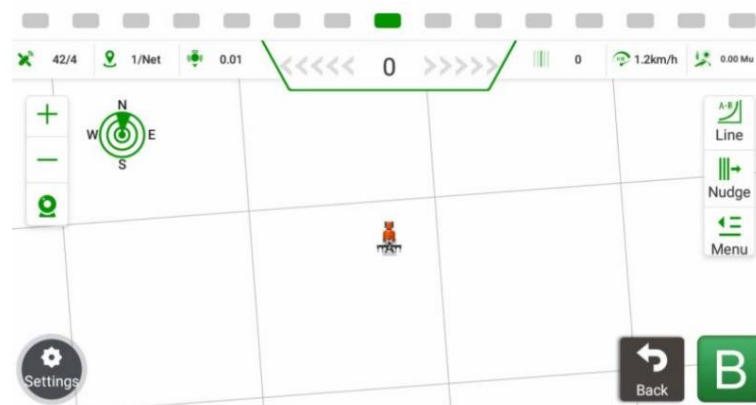 42/4
1/Net
0.01
0
0
1.2km/h
0.00 Mu
N
W
E
S
A-B
Line
Nudge
Menu
Settings
Back
B